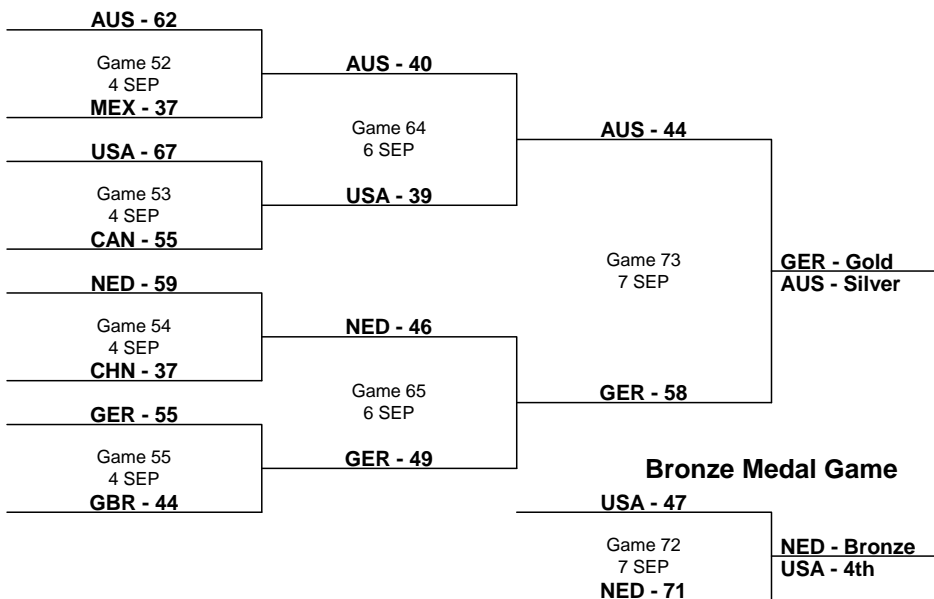 AUS - 62
Game 52
4 SEP
MEX - 37
USA - 67
Game 53
4 SEP
CAN - 55
NED - 59
Game 54
4 SEP
CHN - 37
GER - 55
Game 55
4 SEP
GBR - 44
AUS - 40
Game 64
6 SEP
USA - 39
NED - 46
Game 65
6 SEP
GER - 49
AUS - 44
Game 73
7 SEP
GER - 58
GER - Gold
AUS - Silver
Bronze Medal Game
USA - 47
Game 72
7 SEP
NED - 71
NED - Bronze
USA - 4th